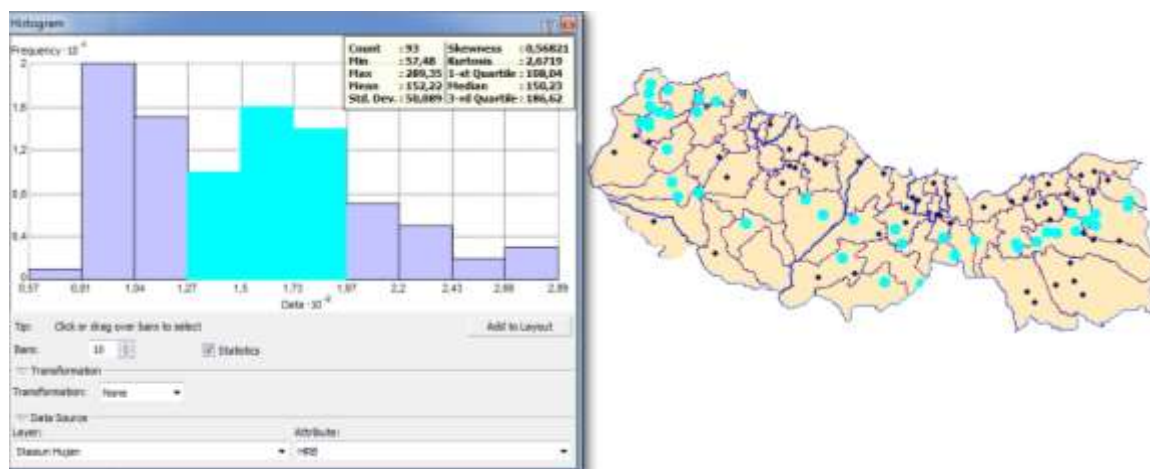 Histogram
Frequency · 10
Count : 93 Skewness : 0,56821
Min : 57,48 Kurtosis : 2,6719
Max : 289,35 1-st Quartile : 108,04
Mean : 152,22 Median : 150,23
Std. Dev. : 50,889 3-rd Quartile : 186,62
2
1,6
1,2
0,8
0,4
0
0,57 0,81 1,04 1,27 1,5 1,73 1,97 2,2 2,43 2,66 2,89
Data · 10
Tip: Click or drag over bars to select Add to Layout
Bars: 10 Statistics
Transformation
Transformation: None
Data Source
Layer: Attribute:
Stasiun Hujan HRB